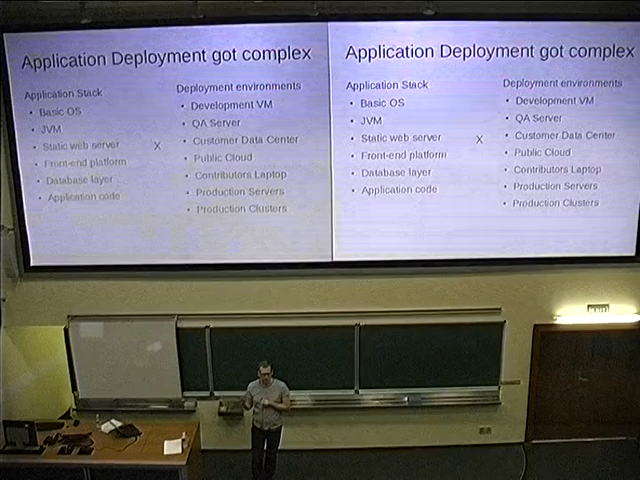 Application Deployment got complex
Application Stack
• Basic OS
• JVM
• Static web server
• Front-end platform
• Database layer
• Application code
X
Deployment environments
• Development VM
• QA Server
• Customer Data Center
• Public Cloud
• Contributors Laptop
• Production Servers
• Production Clusters
Application Deployment got complex
Application Stack
• Basic OS
• JVM
• Static web server
• Front-end platform
• Database layer
• Application code
X
Deployment environments
• Development VM
• QA Server
• Customer Data Center
• Public Cloud
• Contributors Laptop
• Production Servers
• Production Clusters